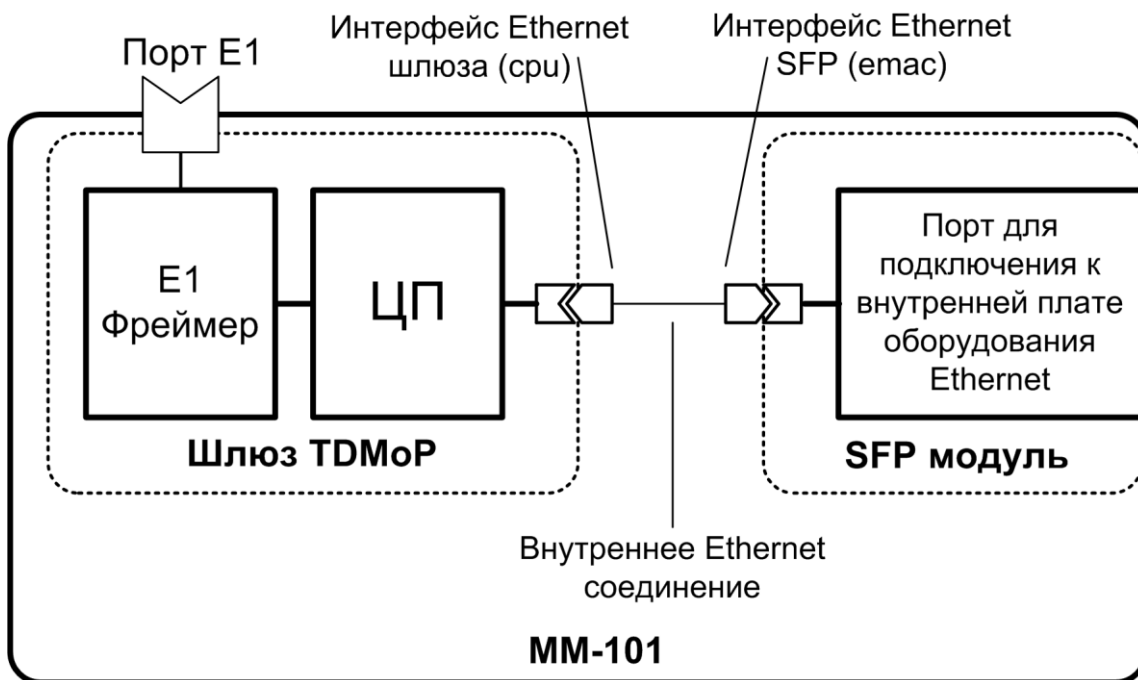 Порт E1
Интерфейс Ethernet
шлюза (cpu)
Интерфейс Ethernet
SFP (emac)
E1
Фреймер
ЦП
Порт для
подключения к
внутренней плате
оборудования
Ethernet
Шлюз TDMoP
SFP модуль
Внутреннее Ethernet
соединение
ММ-101